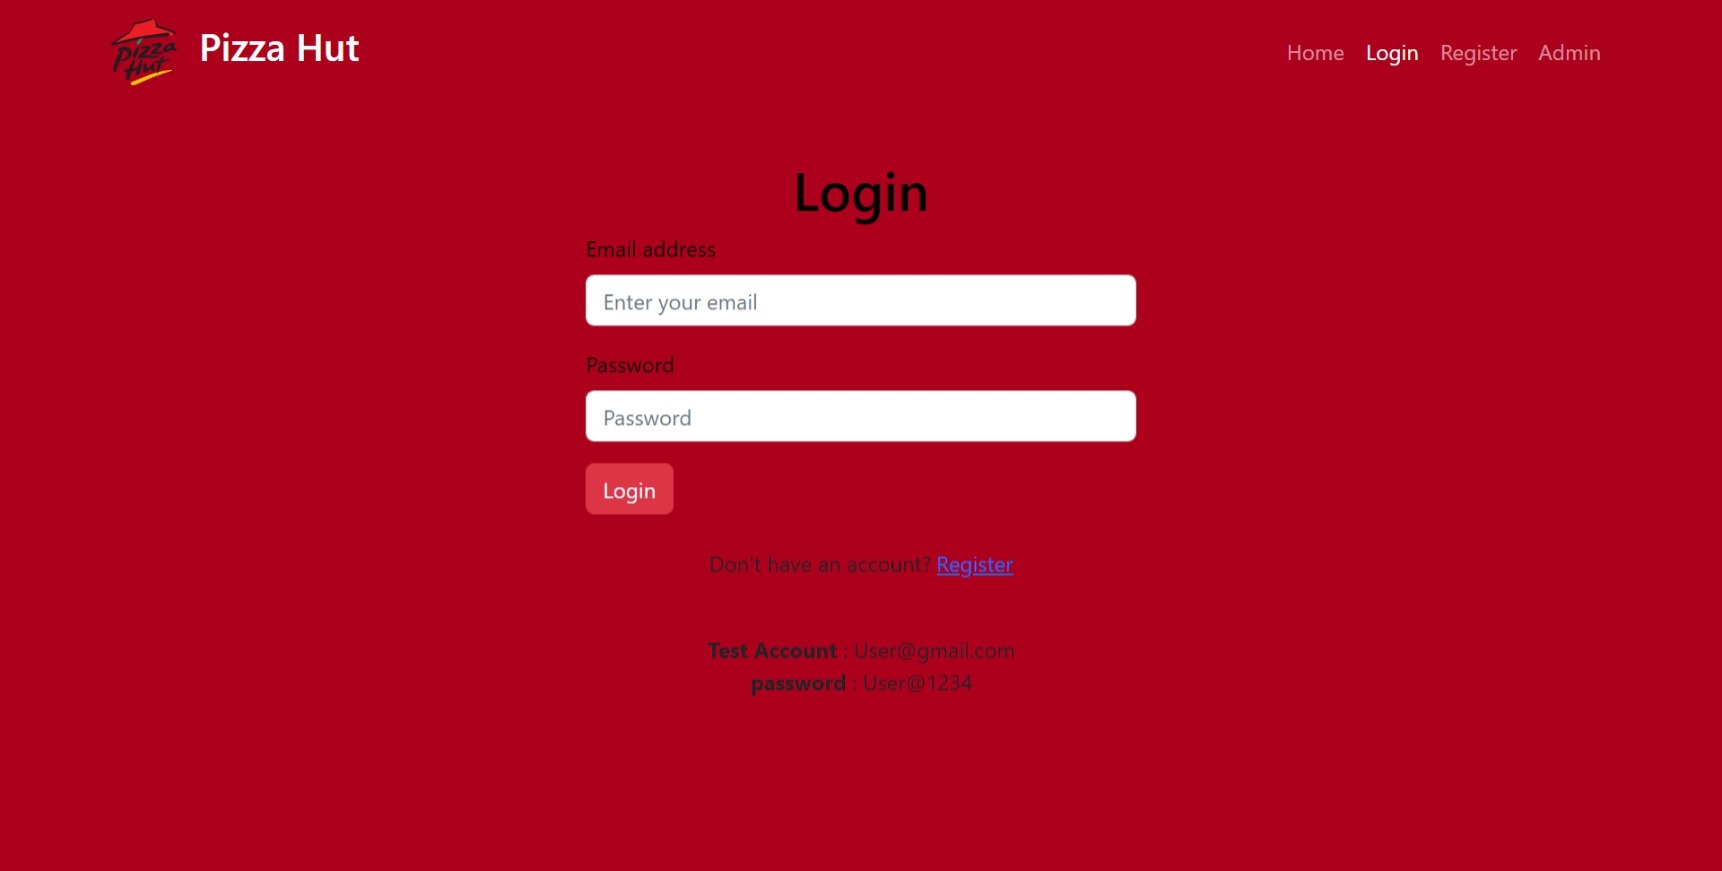 Pizza Hut
Pizza Hut
Home Login Register Admin
Login
Email address
Enter your email
Password
Password
Login
Don't have an account? Register
Test Account : User@gmail.com
password : User@1234